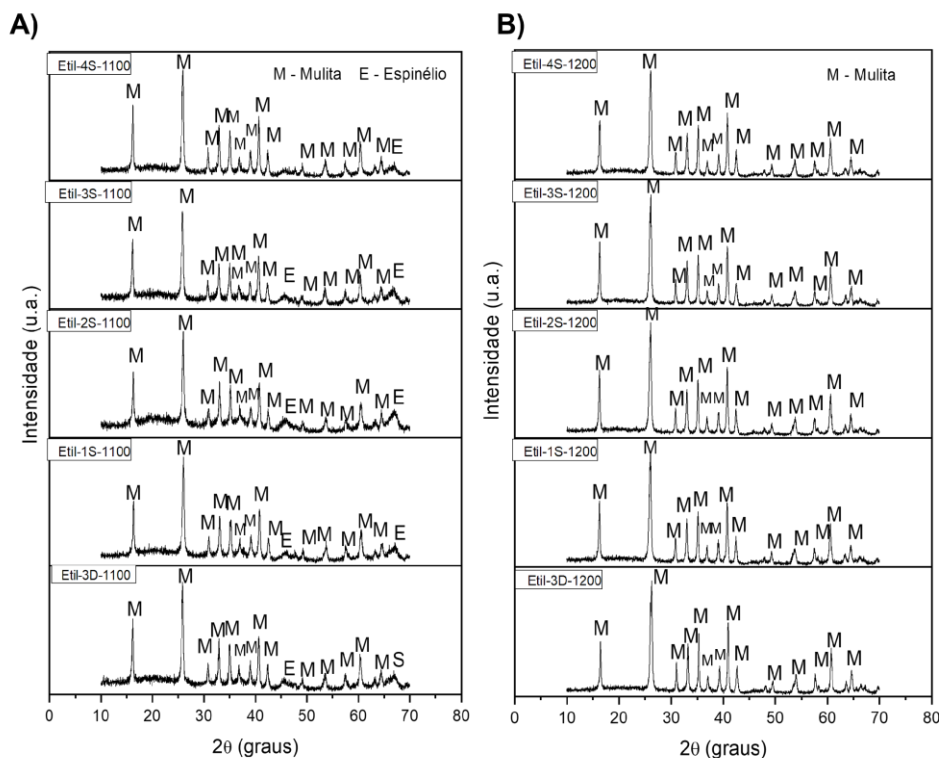 A)
Etil-4S-1100
M - Mulita E - Espinélio
M M M M M M M M M M M M M M E
Etil-3S-1100
M M M M M M M M M E M M M M M E
Etil-2S-1100
M M M M M M M M M E M M M M M E
Etil-1S-1100
M M M M M M M M M E M M M M M E
Etil-3D-1100
M M M M M M M M M E M M M M M S
Intensidade (u.a.)
0 10 20 30 40 50 60 70 80
2θ (graus)
B)
Etil-4S-1200
M - Mulita
M M M M M M M M M M M M M M
Etil-3S-1200
M M M M M M M M M M M M M M
Etil-2S-1200
M M M M M M M M M M M M M M
Etil-1S-1200
M M M M M M M M M M M M M M
Etil-3D-1200
M M M M M M M M M M M M M M
Intensidade (u.a.)
0 10 20 30 40 50 60 70 80
2θ (graus)